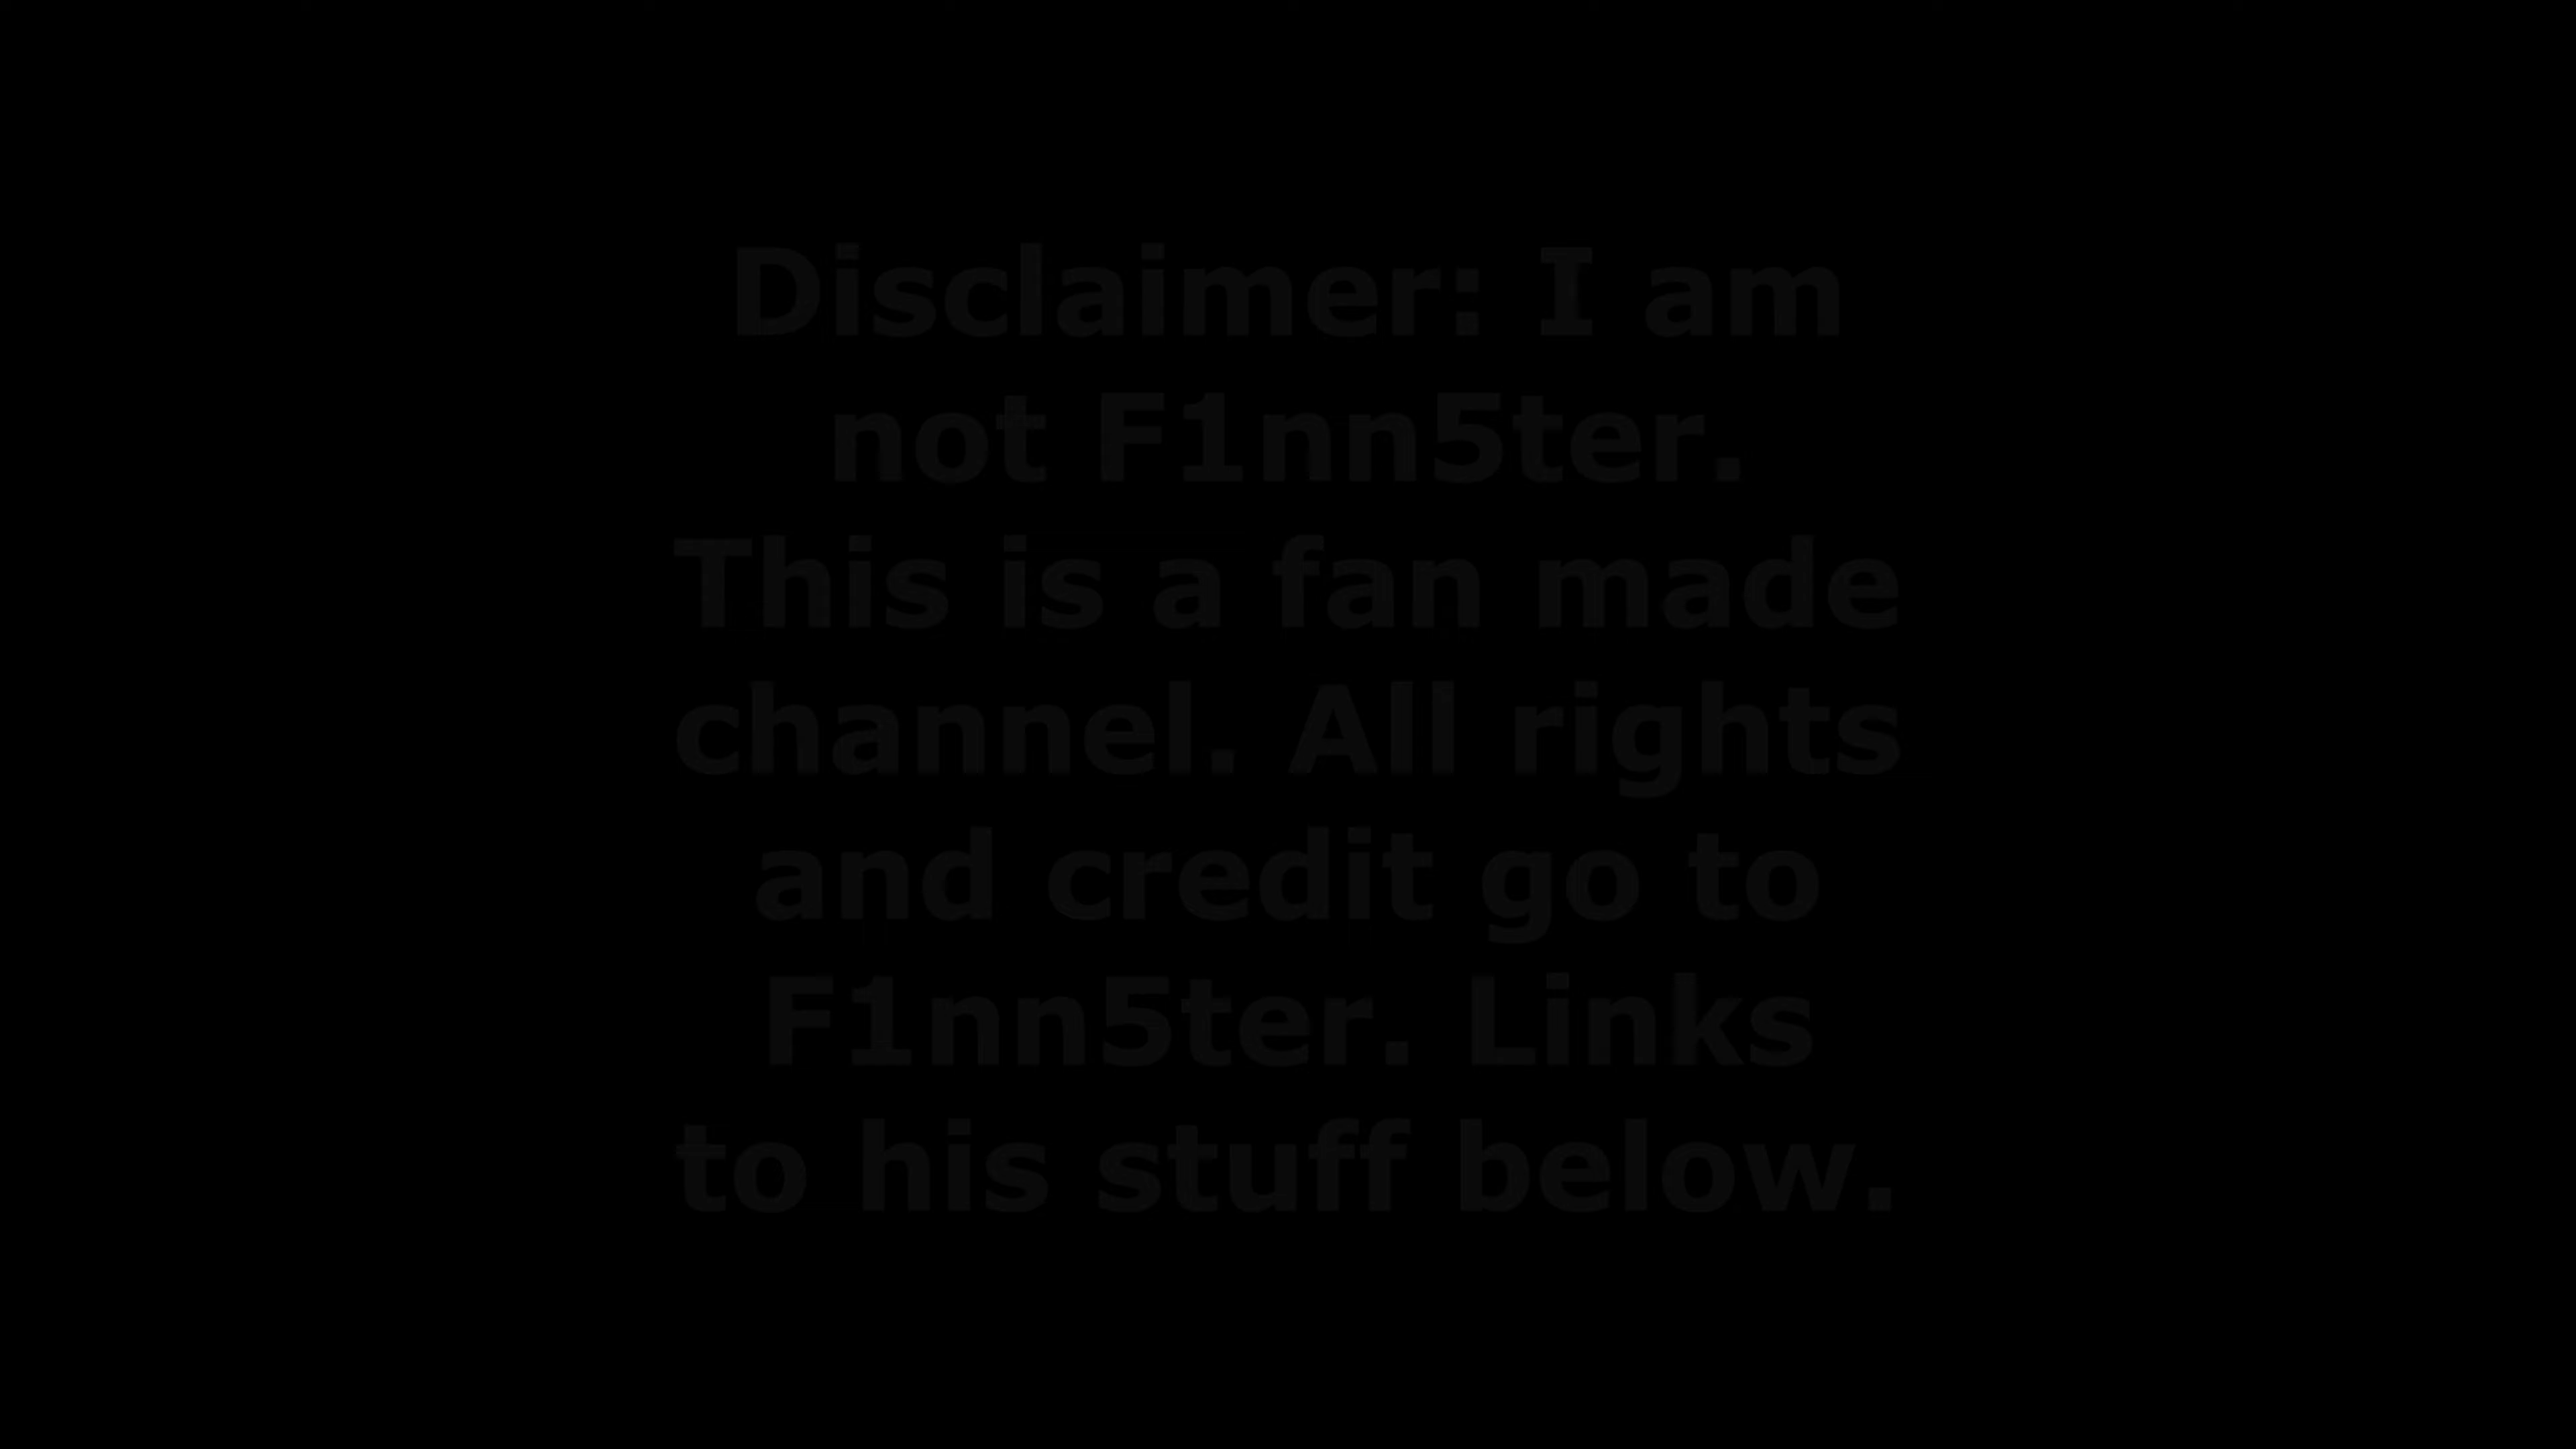 Disclaimer: I am
not F1nn5ter.
This is a fan made
channel. All rights
and credit go to
F1nn5ter. Links
to his stuff below.